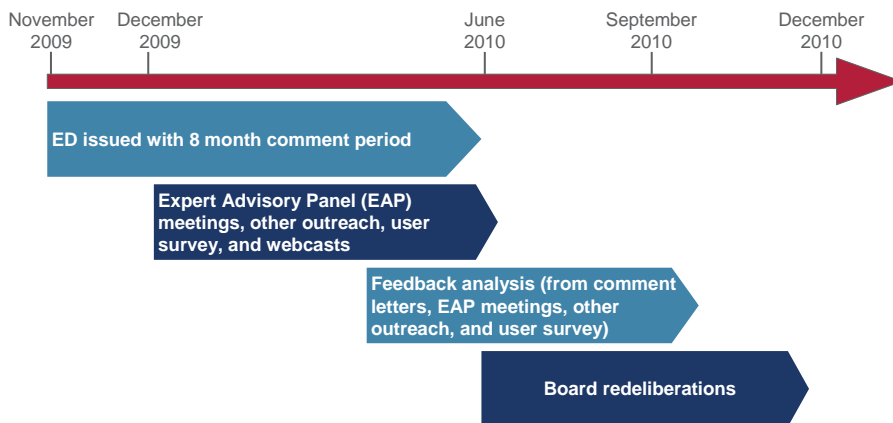 November
2009
December
2009
June
2010
September
2010
December
2010
ED issued with 8 month comment period
Expert Advisory Panel (EAP)
meetings, other outreach, user
survey, and webcasts
Feedback analysis (from comment
letters, EAP meetings, other
outreach, and user survey)
Board redeliberations